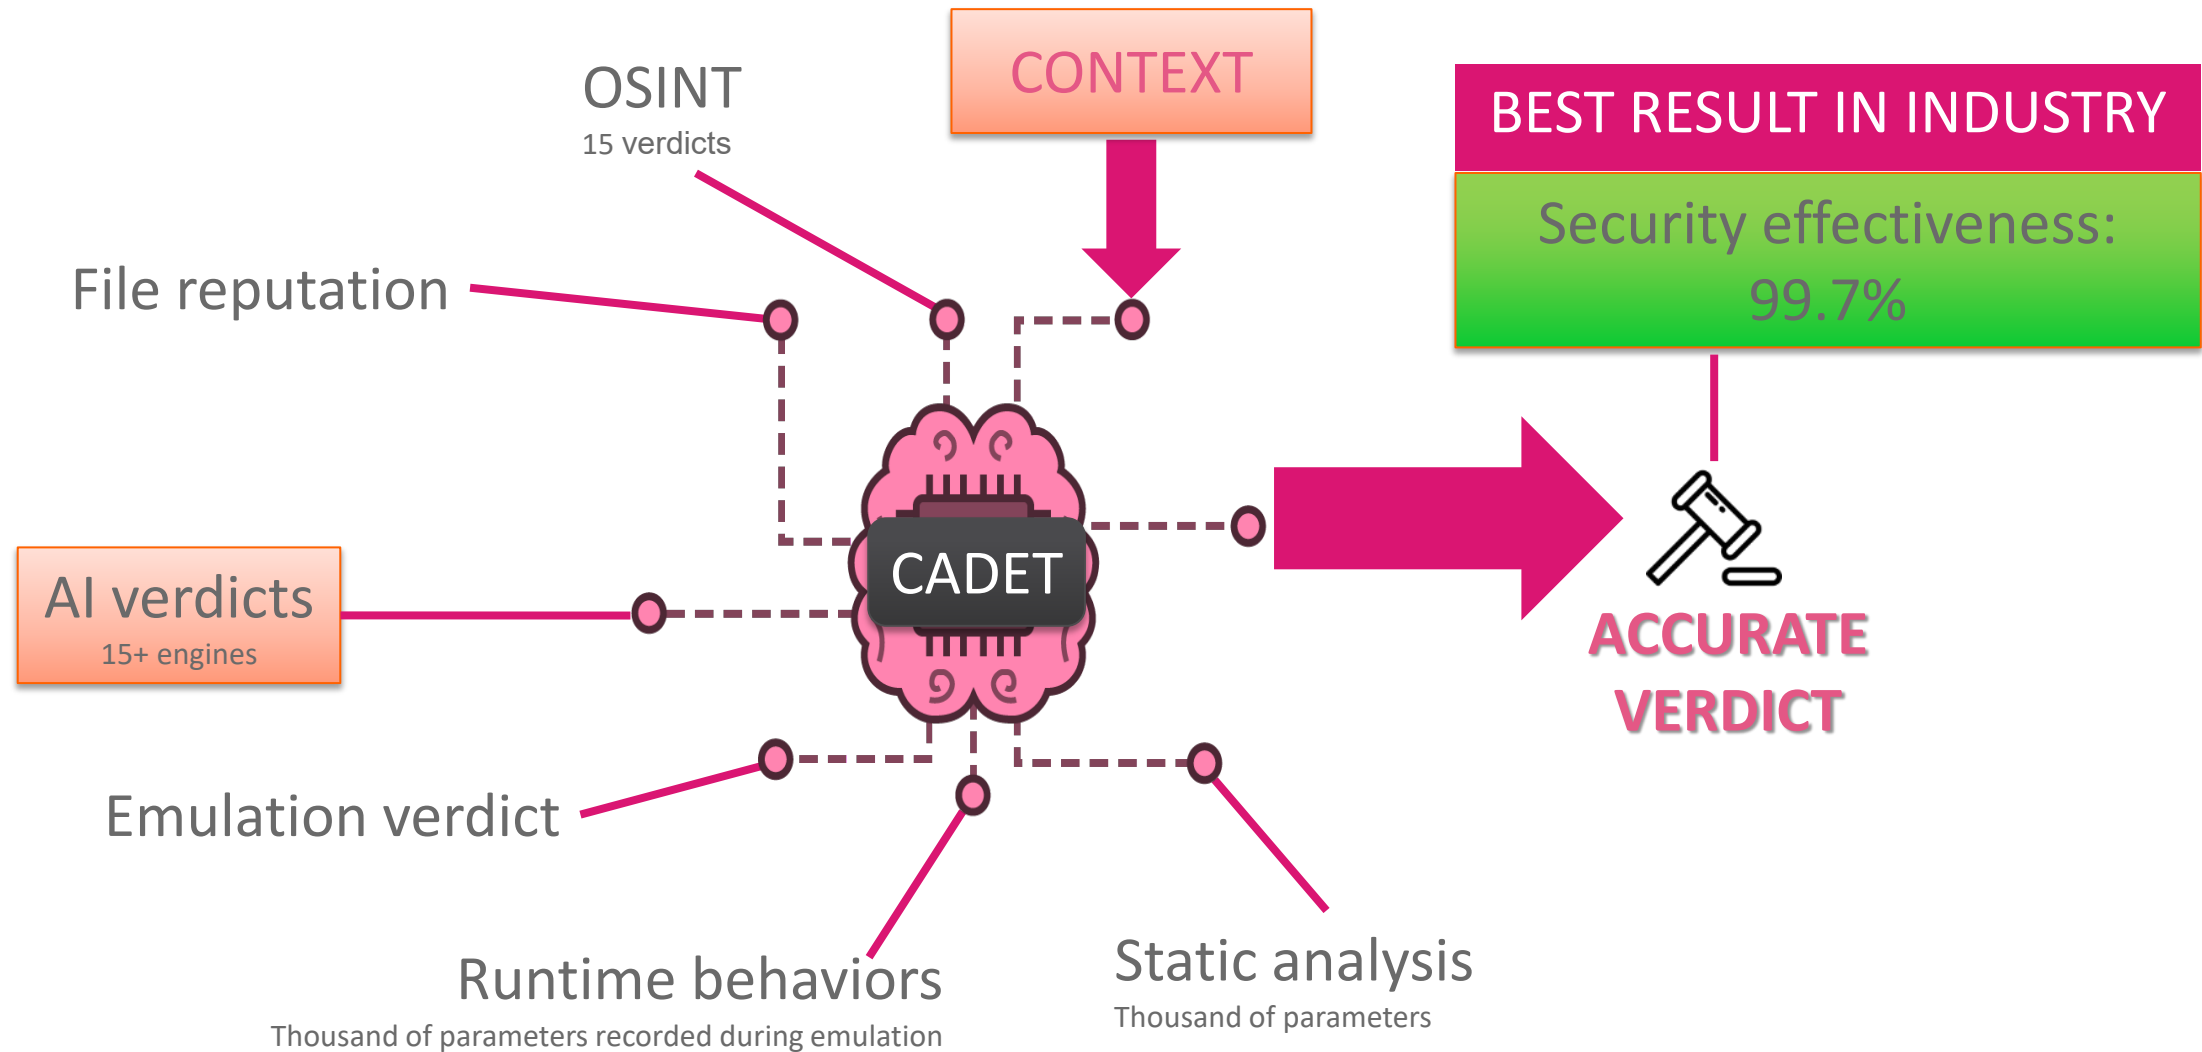 CONTEXT
OSINT
15 verdicts
BEST RESULT IN INDUSTRY
Security effectiveness:
99.7%
File reputation
CADET
AI verdicts
15+ engines
ACCURATE
VERDICT
Emulation verdict
Runtime behaviors
Thousand of parameters recorded during emulation
Static analysis
Thousand of parameters